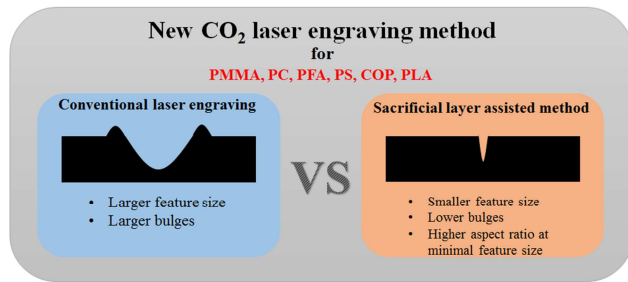 New CO₂ laser engraving method
for
PMMA, PC, PFA, PS, COP, PLA
Conventional laser engraving
• Larger feature size
• Larger bulges
VS
Sacrificial layer assisted method
• Smaller feature size
• Lower bulges
• Higher aspect ratio at
minimal feature size